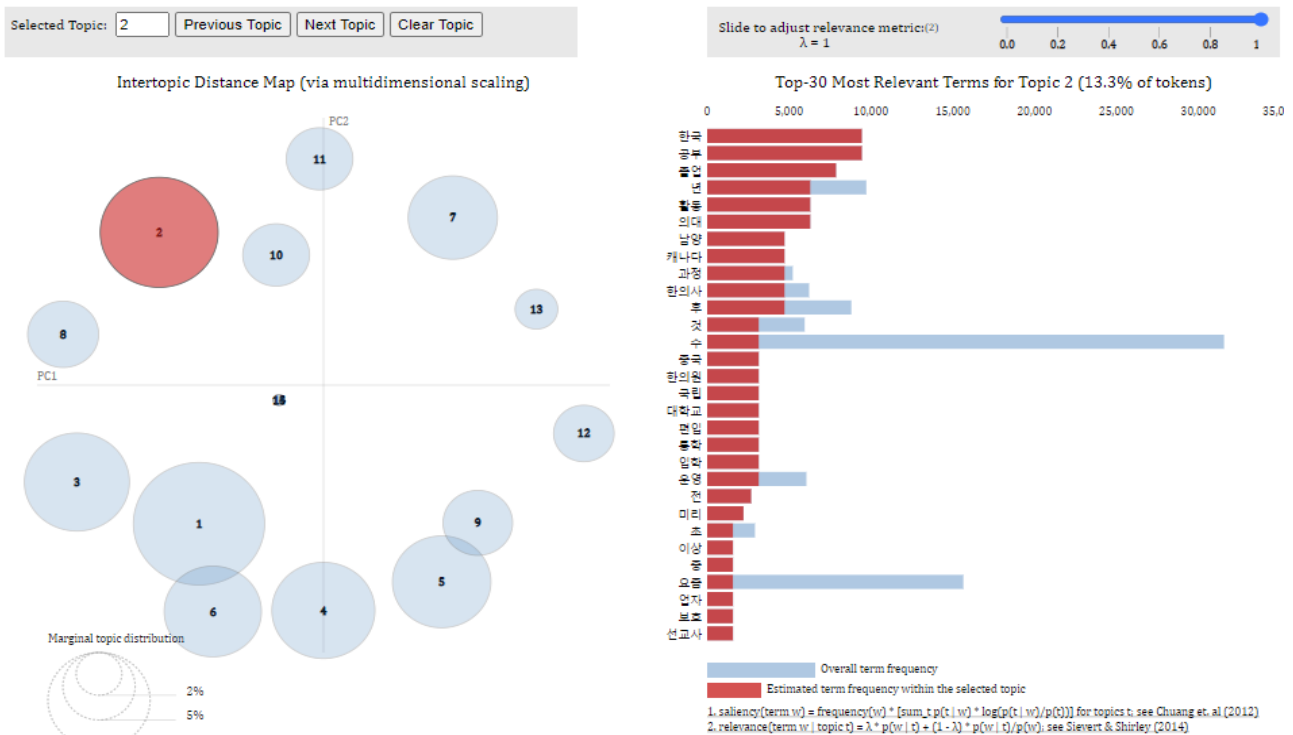 Selected Topic: 2 Previous Topic Next Topic Clear Topic
Slide to adjust relevance metric:(2)
λ = 1
0.0 0.2 0.4 0.6 0.8 1
Intertopic Distance Map (via multidimensional scaling)
PC2
11
2
7
10
13
8
PC1
12
3
1
9
5
6
4
Marginal topic distribution
2%
5%
Top-30 Most Relevant Terms for Topic 2 (13.3% of tokens)
0 5,000 10,000 15,000 20,000 25,000 30,000 35,0
한국
공부
졸업
년
활동
의대
남양
캐나다
과정
한의사
후
것
수
중국
한의원
국립
대학교
편입
통학
입학
운영
전
미리
초
이상
중
요즘
업자
보호
선교사
Overall term frequency
Estimated term frequency within the selected topic
1. saliency(term w) = frequency(w) * [sum_t p(t | w) * log(p(t | w)/p(t))] for topics t; see Chuang et. al (2012)
2. relevance(term w | topic t) = λ * p(w | t) + (1 - λ) * p(w | t)/p(w); see Sievert & Shirley (2014)